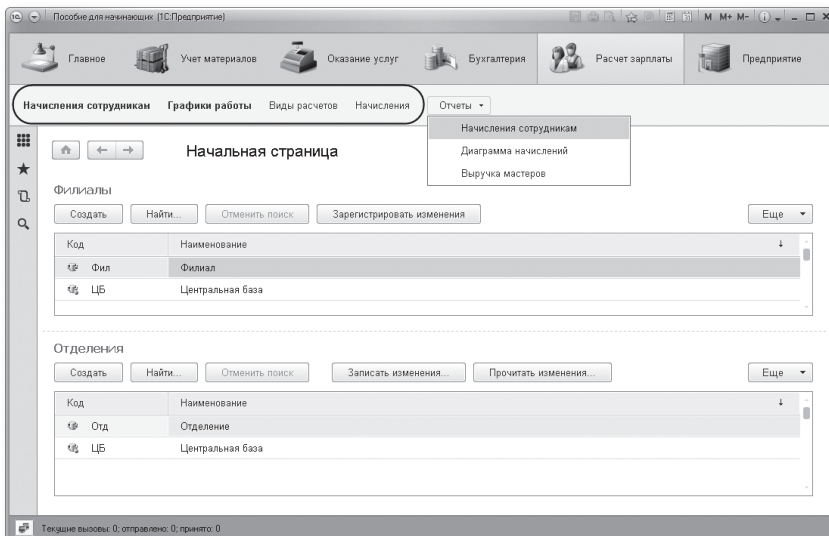 Пособие для начинающих (1С:Предприятие)
M M+ M-
Главное Учет материалов Оказание услуг Бухгалтерия Расчет зарплаты Предприятие
Начисления сотрудникам Графики работы Виды расчетов Начисления Отчеты
Начисления сотрудникам
Диаграмма начислений
Выручка мастеров
Начальная страница
Филиалы
Создать Найти... Отменить поиск Зарегистрировать изменения Еще
Код Наименование
Фил Филиал
ЦБ Центральная база
Отделения
Создать Найти... Отменить поиск Записать изменения... Прочитать изменения... Еще
Код Наименование
Отд Отделение
ЦБ Центральная база
Текущие вызовы: 0; отправлено: 0; принято: 0